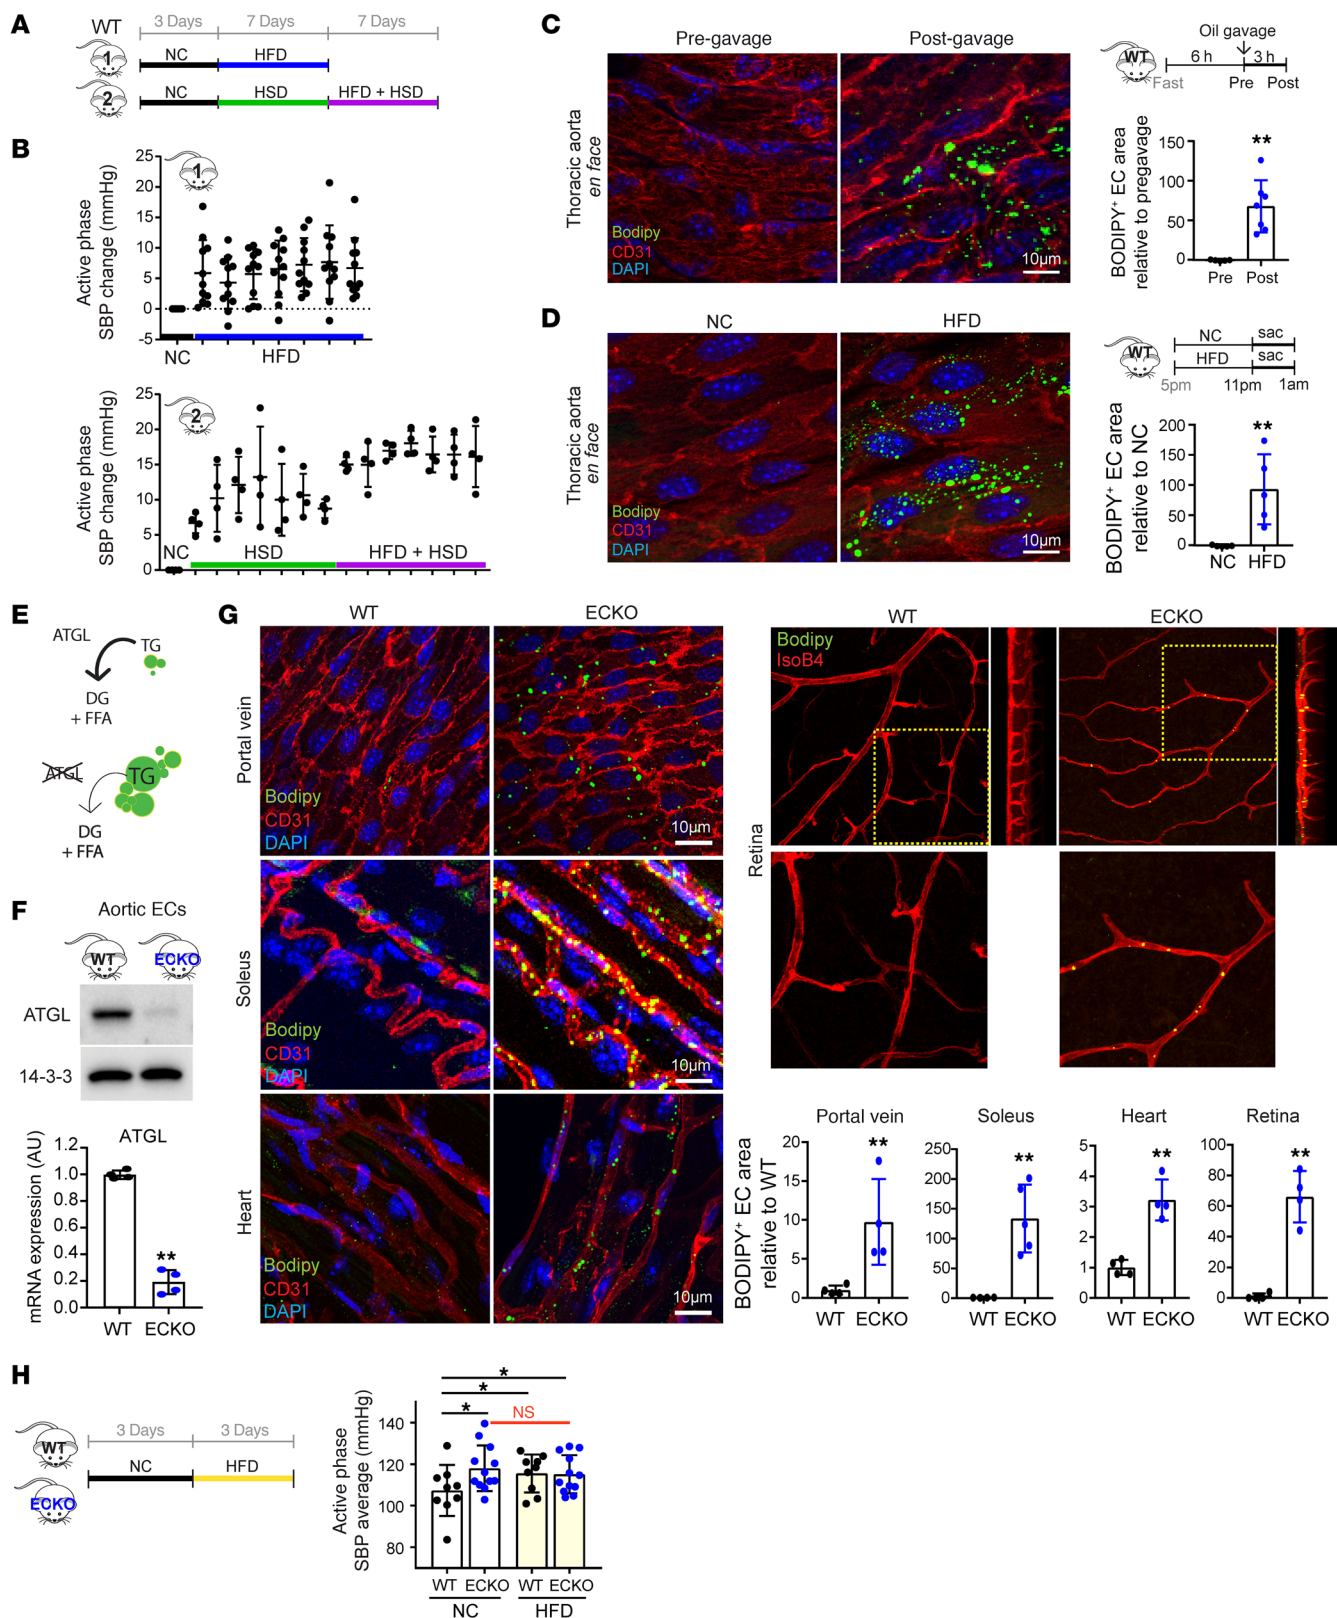 A
WT
3 Days
7 Days
7 Days
1
NC
HFD
2
NC
HSD
HFD + HSD
B
1
Active phase
SBP change (mmHg)
25
20
15
10
5
0
-5
NC
HFD
2
Active phase
SBP change (mmHg)
25
20
15
10
5
0
NC
HSD
HFD + HSD
C
Pre-gavage
Post-gavage
Thoracic aorta
en face
Bodipy
CD31
DAPI
10μm
Oil gavage
WT
6 h
3 h
Fast
Pre
Post
BODIPY⁺ EC area
relative to pregavage
150
100
50
0
**
Pre
Post
D
NC
HFD
Thoracic aorta
en face
Bodipy
CD31
DAPI
10μm
WT
NC
sac
HFD
sac
5pm
11pm
1am
BODIPY⁺ EC area
relative to NC
200
150
100
50
0
**
NC
HFD
E
ATGL
TG
DG
+ FFA
ATGL
TG
DG
+ FFA
F
Aortic ECs
WT
ECKO
ATGL
14-3-3
ATGL
mRNA expression (AU)
1.2
1.0
0.8
0.6
0.4
0.2
0.0
**
WT
ECKO
G
WT
ECKO
Portal vein
Bodipy
CD31
DAPI
10μm
Soleus
Bodipy
CD31
DAPI
10μm
Heart
Bodipy
CD31
DAPI
10μm
WT
ECKO
Bodipy
IsoB4
Retina
BODIPY⁺ EC area
relative to WT
Portal vein
20
15
10
5
0
**
WT ECKO
Soleus
250
200
150
100
50
0
**
WT ECKO
Heart
5
4
3
2
1
0
**
WT ECKO
Retina
100
80
60
40
20
0
**
WT ECKO
H
WT
ECKO
3 Days
3 Days
NC
HFD
Active phase
SBP average (mmHg)
140
120
100
80
*
*
*
NS
WT ECKO WT ECKO
NC
HFD